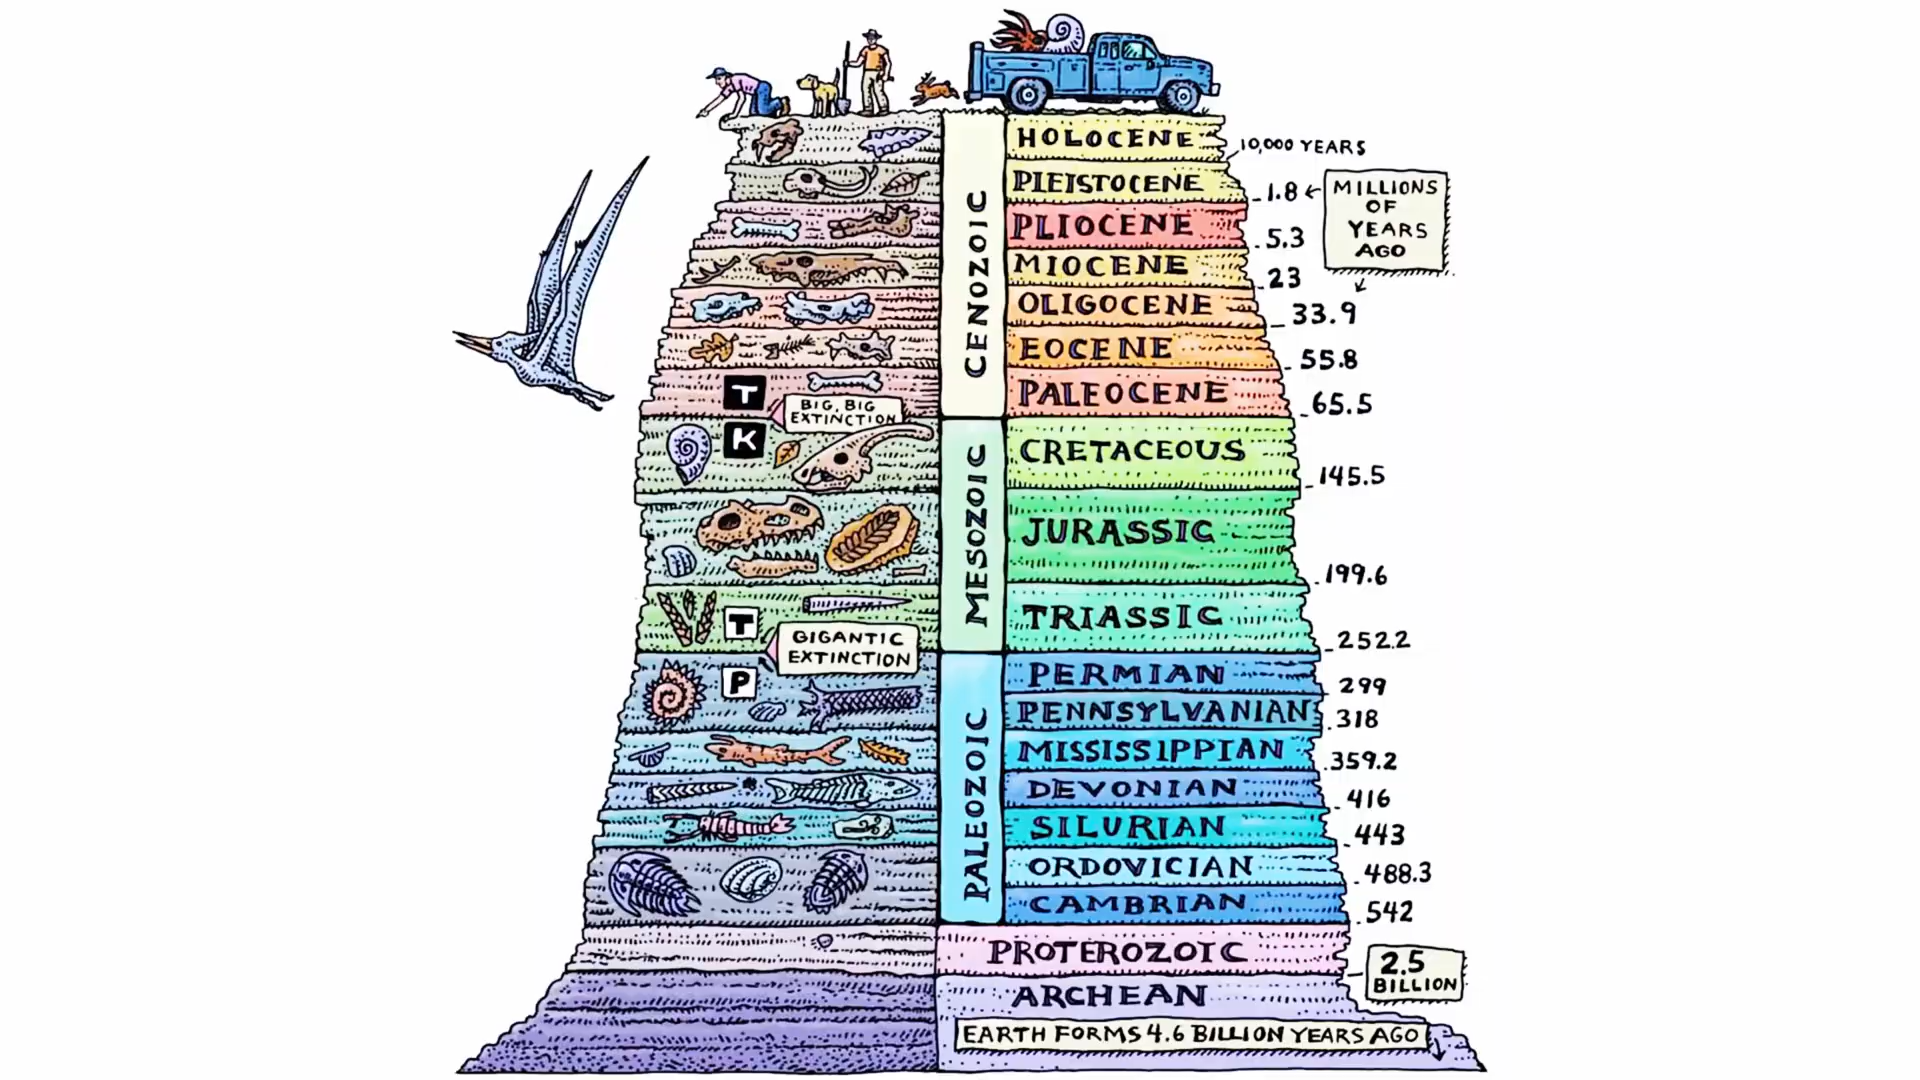 HOLOCENE
10,000 YEARS
PLEISTOCENE
1.8
MILLIONS
OF
YEARS
AGO
PLIOCENE
5.3
MIOCENE
23
OLIGOCENE
33.9
EOCENE
55.8
PALEOCENE
65.5
CENOZOIC
T
BIG, BIG
EXTINCTION
K
CRETACEOUS
145.5
JURASSIC
199.6
TRIASSIC
252.2
MESOZOIC
T
GIGANTIC
EXTINCTION
P
PERMIAN
299
PENNSYLVANIAN
318
MISSISSIPPIAN
359.2
DEVONIAN
416
SILURIAN
443
ORDOVICIAN
488.3
CAMBRIAN
542
PALEOZOIC
PROTEROZOIC
2.5
BILLION
ARCHEAN
EARTH FORMS 4.6 BILLION YEARS AGO